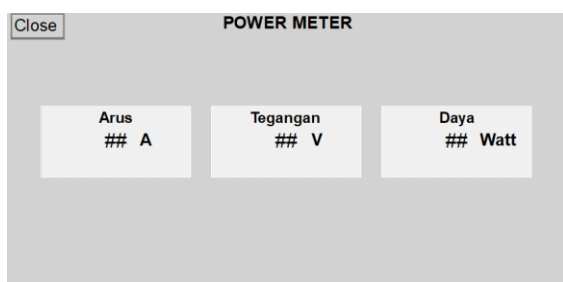 Close
POWER METER
Arus
## A
Tegangan
## V
Daya
## Watt